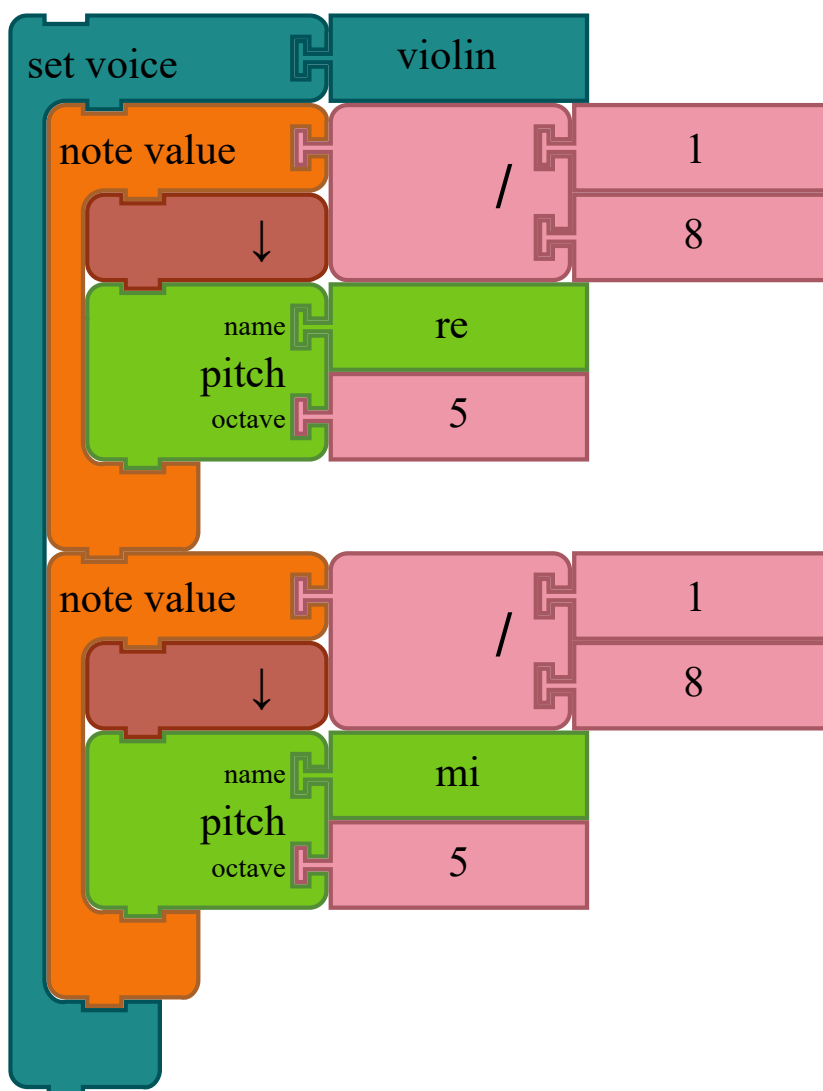 set voice violin
note value / 1
8
↓
name re
pitch
octave 5
note value / 1
8
↓
name mi
pitch
octave 5